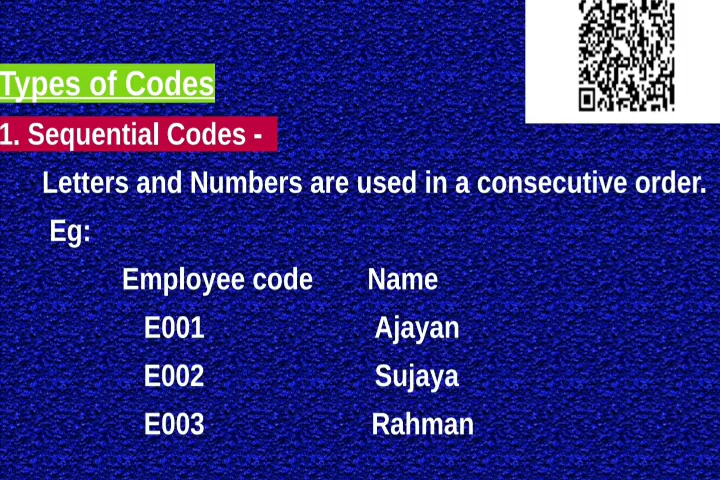 Types of Codes
1. Sequential Codes -
Letters and Numbers are used in a consecutive order.
Eg:
Employee code Name
E001 Ajayan
E002 Sujaya
E003 Rahman